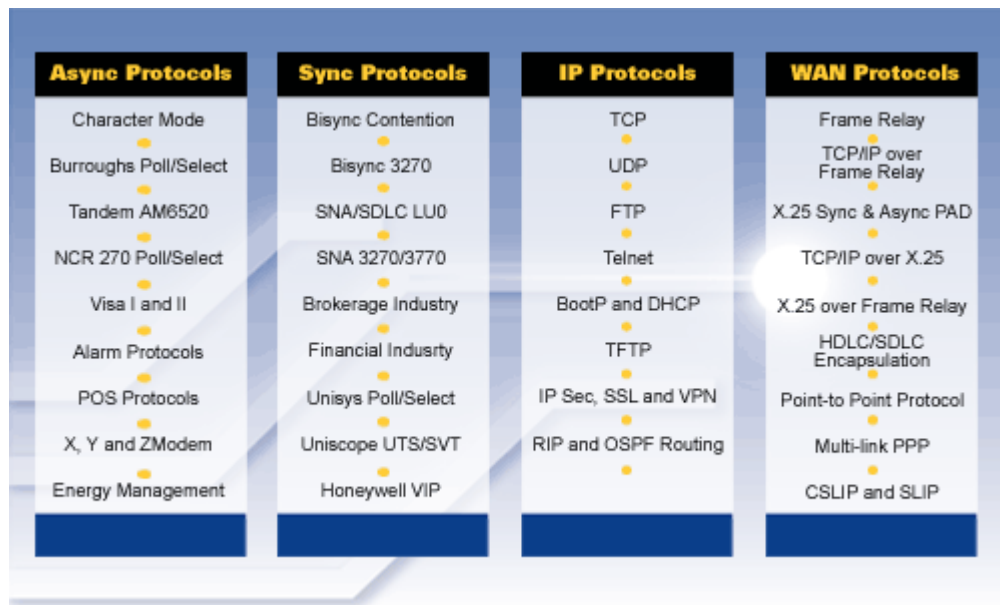 Async Protocols
Character Mode
Burroughs Poll/Select
Tandem AM6520
NCR 270 Poll/Select
Visa I and II
Alarm Protocols
POS Protocols
X, Y and ZModem
Energy Management
Sync Protocols
Bisync Contention
Bisync 3270
SNA/SDLC LU0
SNA 3270/3770
Brokerage Industry
Financial Indusrty
Unisys Poll/Select
Uniscope UTS/SVT
Honeywell VIP
IP Protocols
TCP
UDP
FTP
Telnet
BootP and DHCP
TFTP
IP Sec, SSL and VPN
RIP and OSPF Routing
WAN Protocols
Frame Relay
TCP/IP over
Frame Relay
X.25 Sync & Async PAD
TCP/IP over X.25
X.25 over Frame Relay
HDLC/SDLC
Encapsulation
Point-to Point Protocol
Multi-link PPP
CSLIP and SLIP